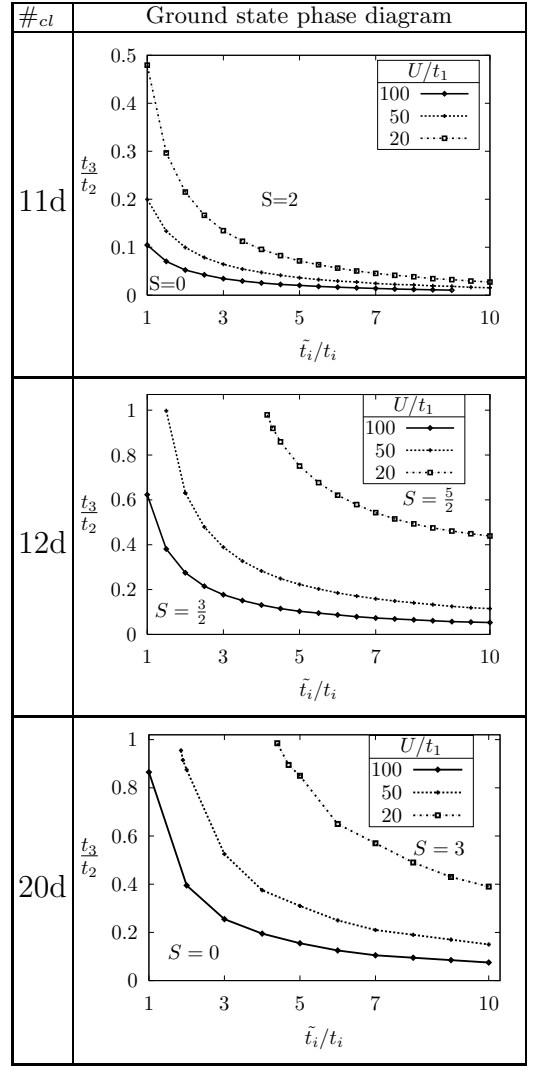 #cl Ground state phase diagram
11d
t3/t2
0.5
0.4
0.3
0.2
0.1
0
U/t1
100
50
20
S=2
S=0
1 3 5 7 10
t̃i/ti
12d
t3/t2
1
0.8
0.6
0.4
0.2
0
U/t1
100
50
20
S = 5/2
S = 3/2
1 3 5 7 10
t̃i/ti
20d
t3/t2
1
0.8
0.6
0.4
0.2
0
U/t1
100
50
20
S = 3
S = 0
1 3 5 7 10
t̃i/ti